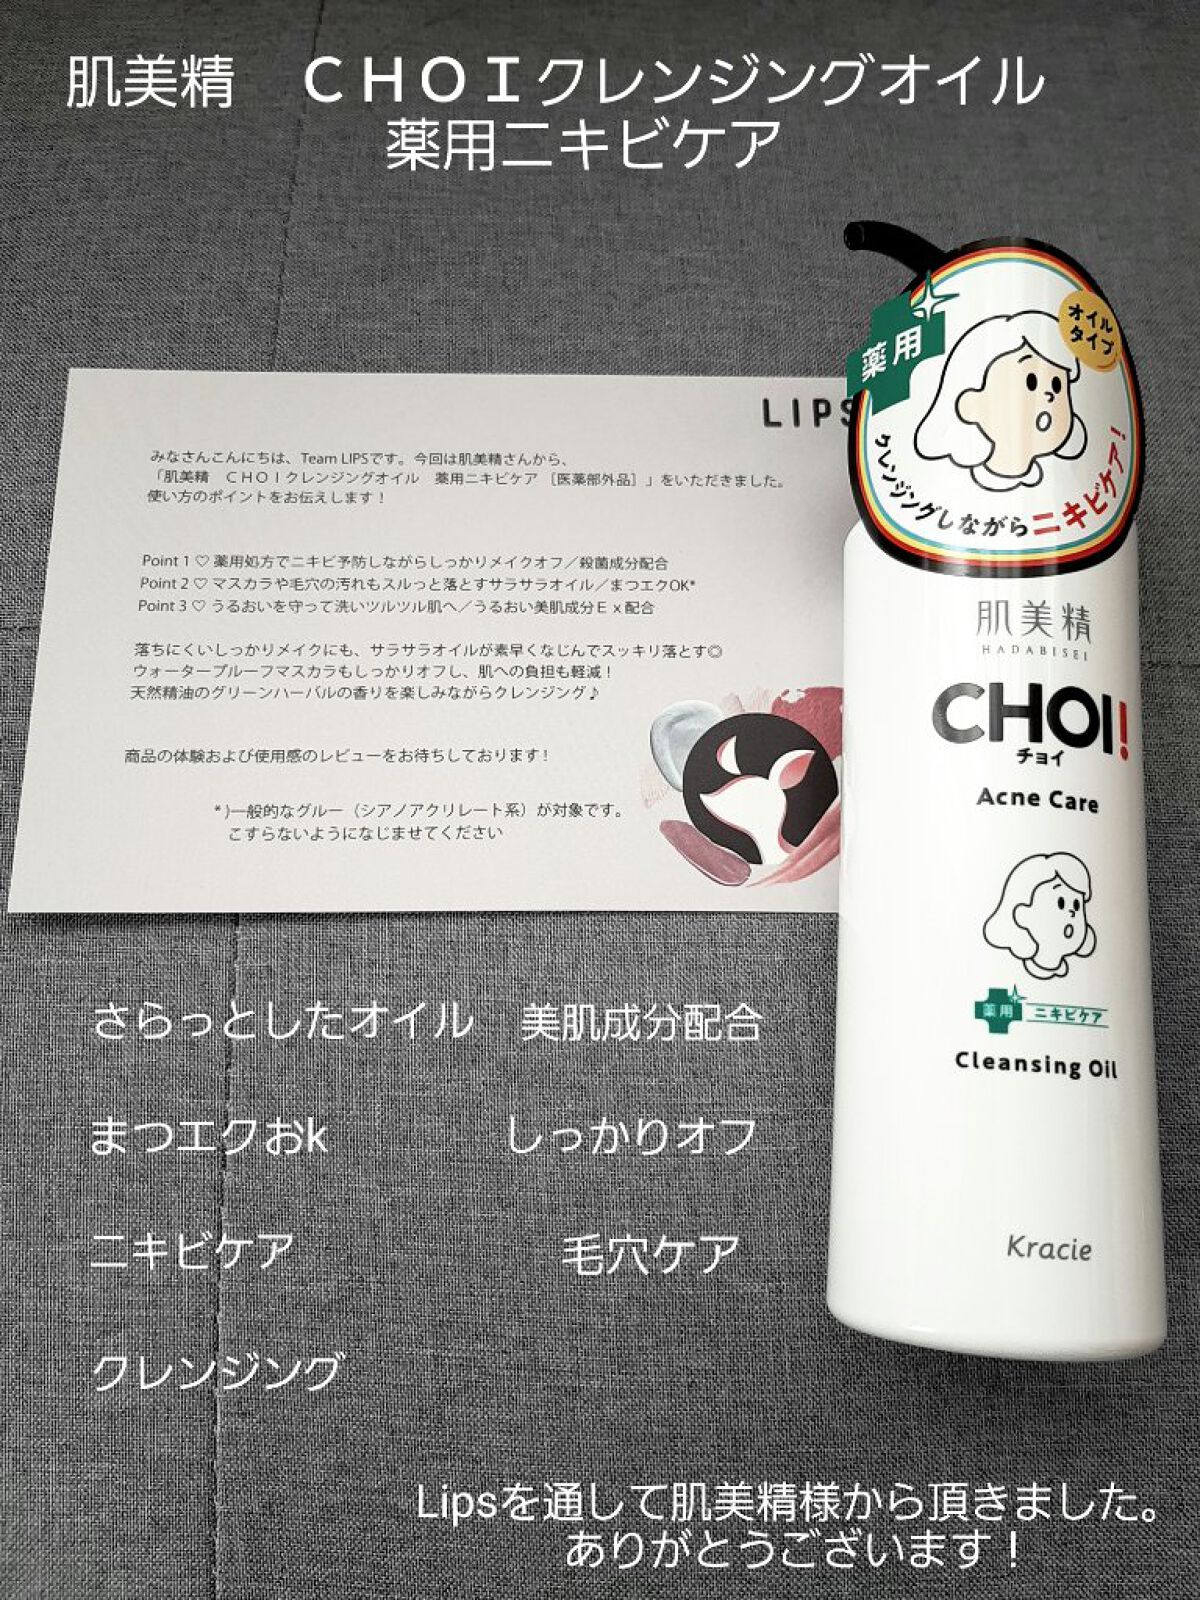 肌美精　ＣＨＯＩクレンジングオイル
薬用ニキビケア
LIPS
みなさんこんにちは、Team LIPSです。今回は肌美精さんから、
「肌美精　ＣＨＯＩクレンジングオイル　薬用ニキビケア ［医薬部外品］」をいただきました。
使い方のポイントをお伝えします！
Point 1 ♡ 薬用処方でニキビ予防しながらしっかりメイクオフ／殺菌成分配合
Point 2 ♡ マスカラや毛穴の汚れもスルっと落とすサラサラオイル／まつエクOK*
Point 3 ♡ うるおいを守って洗いツルツル肌へ／うるおい美肌成分Ｅｘ配合
落ちにくいしっかりメイクにも、サラサラオイルが素早くなじんでスッキリ落とす◎
ウォータープルーフマスカラもしっかりオフし、肌への負担も軽減！
天然精油のグリーンハーバルの香りを楽しみながらクレンジング♪
商品の体験および使用感のレビューをお待ちしております！
* )一般的なグルー（シアノアクリレート系）が対象です。
こすらないようになじませてください
オイル
タイプ
薬用
クレンジングしながらニキビケア！
肌美精
HADABISEI
CHOI!
チョイ
Acne Care
薬用
ニキビケア
Cleansing Oil
Kracie
さらっとしたオイル　美肌成分配合
まつエクおk　しっかりオフ
ニキビケア　毛穴ケア
クレンジング
Lipsを通して肌美精様から頂きました。
ありがとうございます！